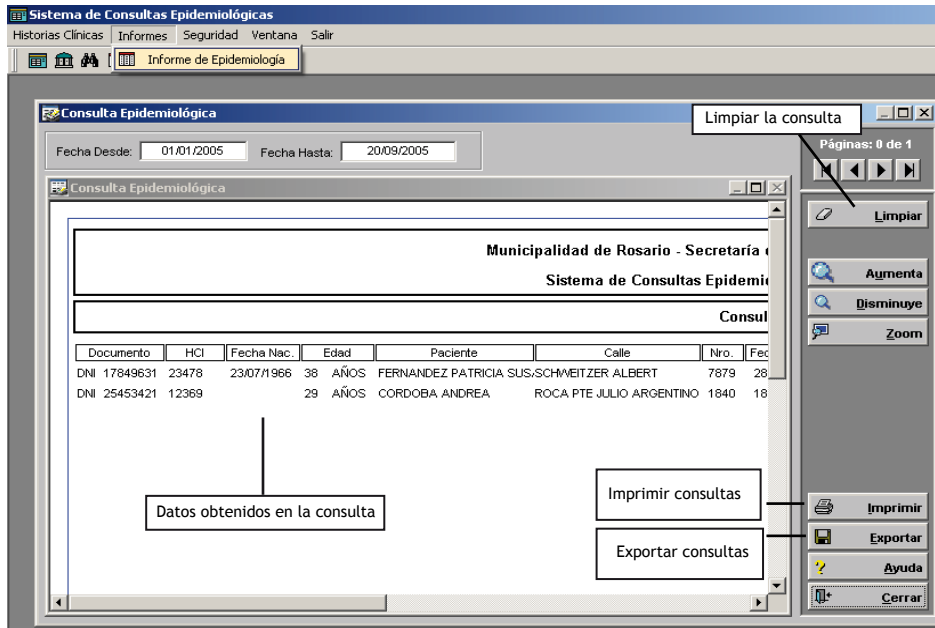 Sistema de Consultas Epidemiológicas
Historias Clínicas Informes Seguridad Ventana Salir
Informe de Epidemiología
Consulta Epidemiológica
Limpiar la consulta
Fecha Desde: 01/01/2005 Fecha Hasta: 20/09/2005
Páginas: 0 de 1
Consulta Epidemiológica
Limpiar
Municipalidad de Rosario - Secretaría
Sistema de Consultas Epidemi
Aumenta
Disminuye
Consul
Zoom
Documento HCI Fecha Nac. Edad Paciente Calle Nro. Fec
DNI 17849631 23478 23/07/1966 38 AÑOS FERNANDEZ PATRICIA SUSA SCHWEITZER ALBERT 7879 28
DNI 25453421 12369 29 AÑOS CORDOBA ANDREA ROCA PTE JULIO ARGENTINO 1840 18
Imprimir consultas
Datos obtenidos en la consulta
Imprimir
Exportar consultas
Exportar
Ayuda
Cerrar